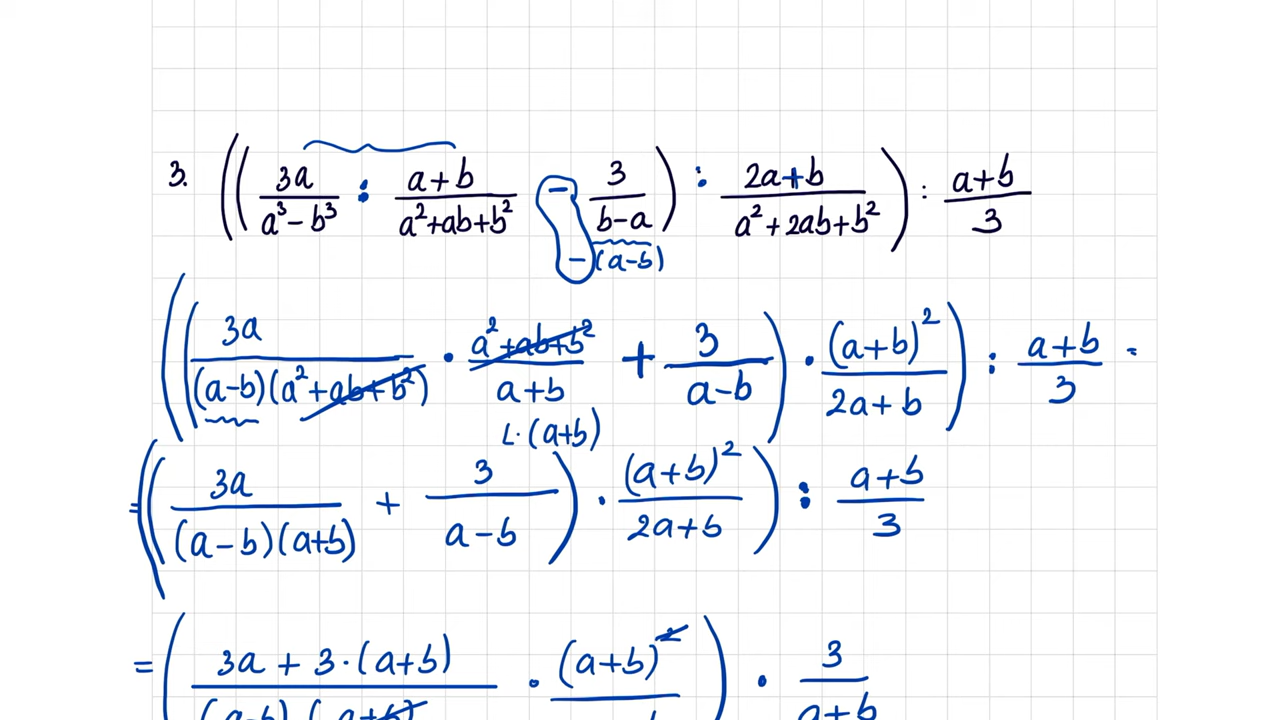 3. ((3a/(a³-b³) : (a+b)/(a²+ab+b²) - 3/(b-a)) : (2a+b)/(a²+2ab+b²)) : (a+b)/3
-(a-b)
((3a/((a-b)(a²+ab+b²)) · (a²+ab+b²)/(a+b) + 3/(a-b)) · (a+b)²/(2a+b)) : (a+b)/3 =
L·(a+b)
= ((3a/((a-b)(a+b)) + 3/(a-b)) · (a+b)²/(2a+b)) : (a+b)/3
= (3a+3·(a+b)/((a-b)(a+b)) · (a+b)²/ ) · 3/(a+b)